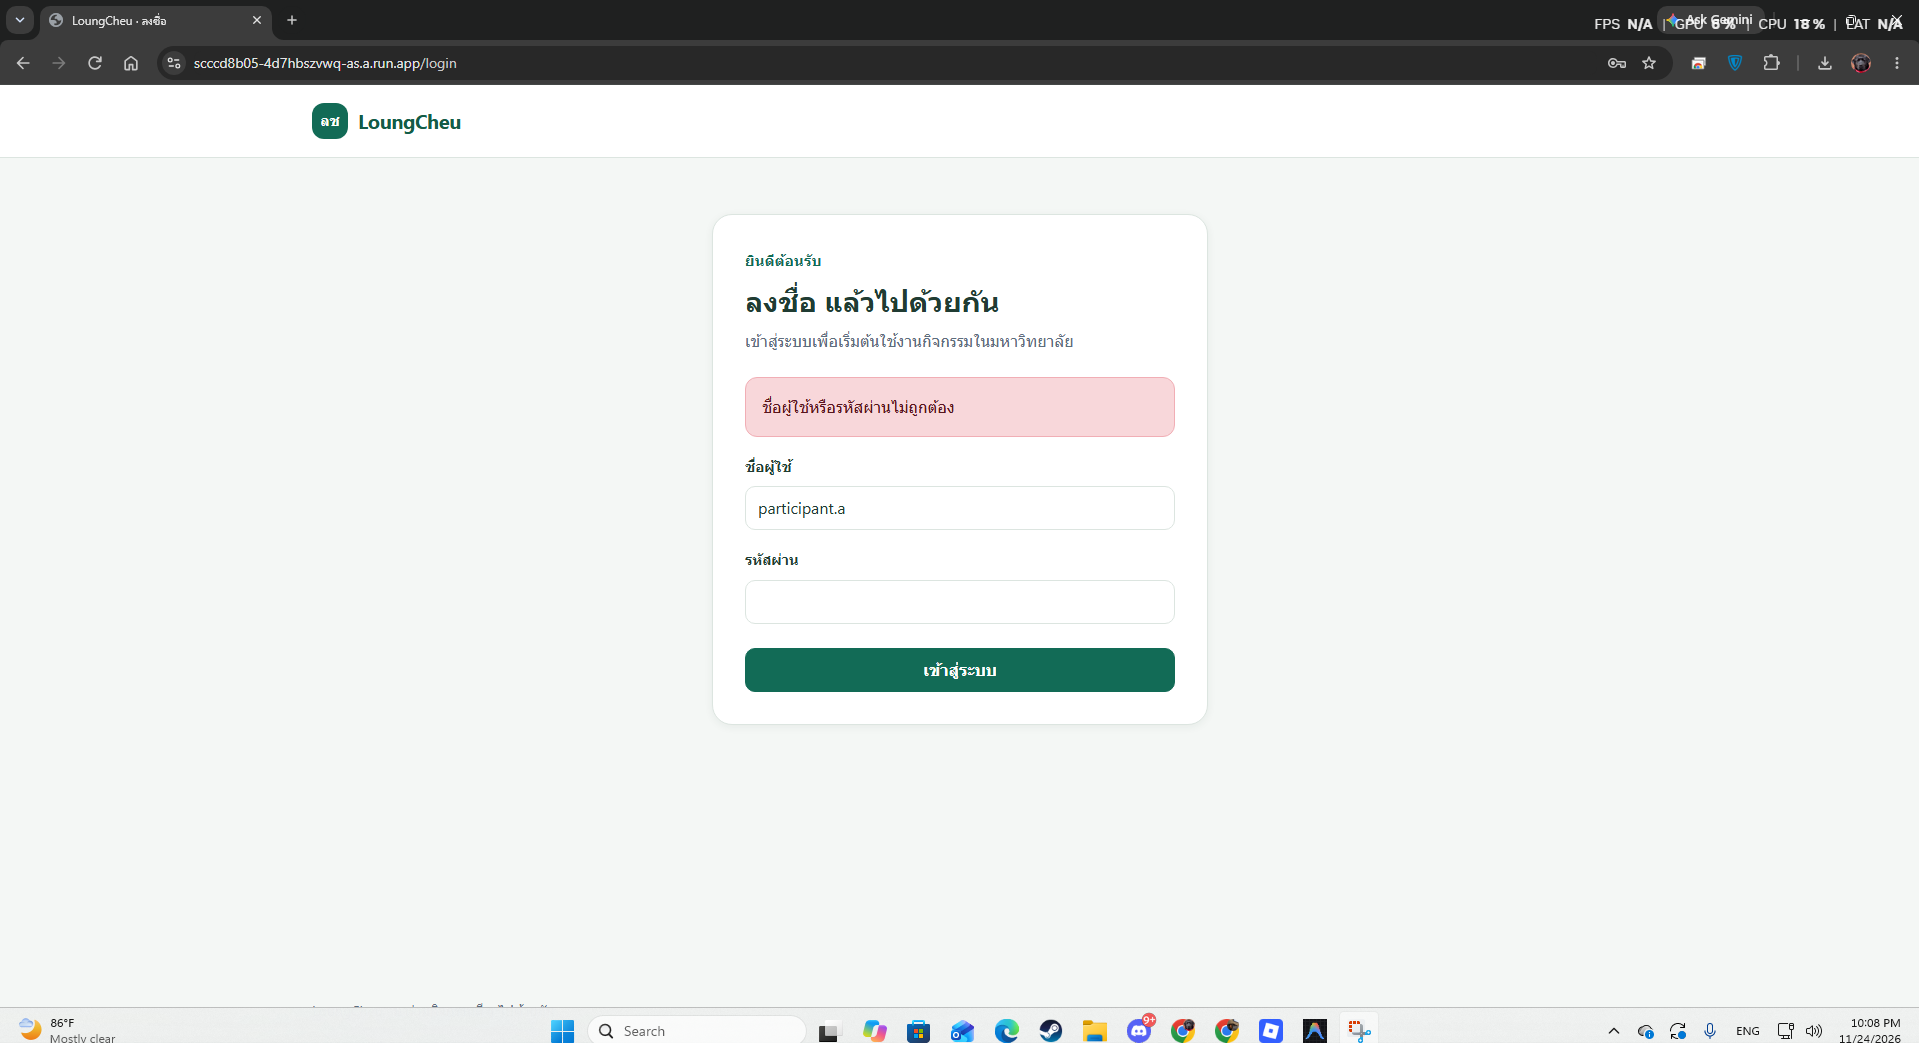 LoungCheu · ลงชื่อ
Ask Gemini
FPS N/A | GPU 6% | CPU 18% | LAT N/A
scccd8b05-4d7hbszvwq-as.a.run.app/login
ลช LoungCheu
ยินดีต้อนรับ
ลงชื่อ แล้วไปด้วยกัน
เข้าสู่ระบบเพื่อเริ่มต้นใช้งานกิจกรรมในมหาวิทยาลัย
ชื่อผู้ใช้หรือรหัสผ่านไม่ถูกต้อง
ชื่อผู้ใช้
participant.a
รหัสผ่าน
เข้าสู่ระบบ
86°F
Mostly clear
Search
9+
ENG
10:08 PM
11/24/2026